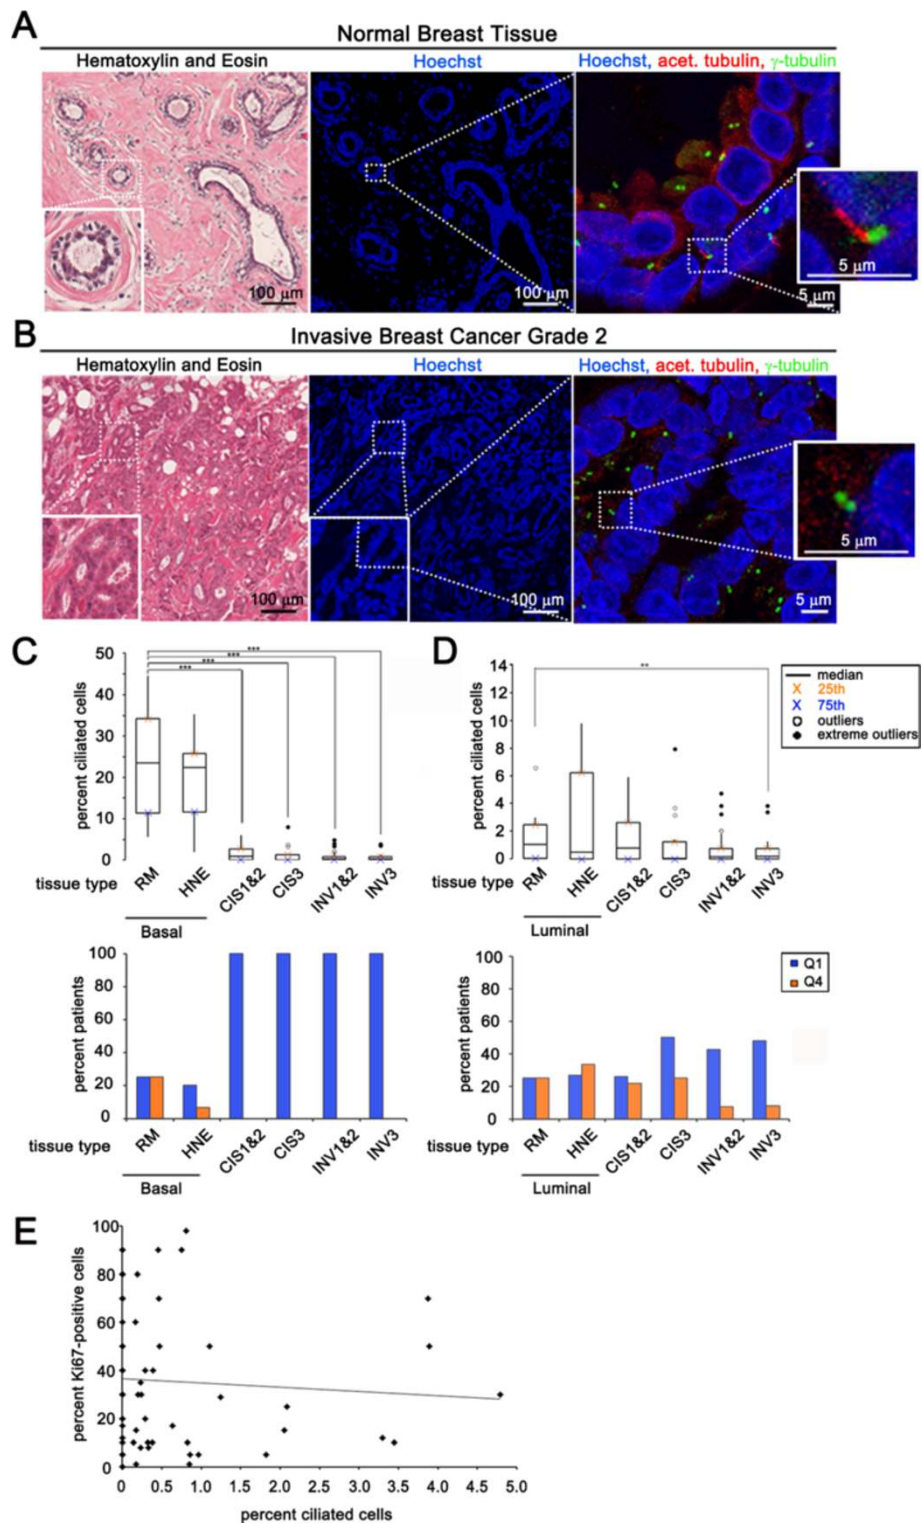 A
Normal Breast Tissue
Hematoxylin and Eosin
Hoechst
Hoechst, acet. tubulin, γ-tubulin
100 μm
100 μm
5 μm
5 μm
B
Invasive Breast Cancer Grade 2
Hematoxylin and Eosin
Hoechst
Hoechst, acet. tubulin, γ-tubulin
100 μm
100 μm
5 μm
5 μm
C
percent ciliated cells
50
40
30
20
10
0
***
***
***
***
tissue type
RM
HNE
CIS1&2
CIS3
INV1&2
INV3
Basal
D
percent ciliated cells
14
12
10
8
6
4
2
0
**
median
25th
75th
outliers
extreme outliers
tissue type
RM
HNE
CIS1&2
CIS3
INV1&2
INV3
Luminal
percent patients
100
80
60
40
20
0
tissue type
RM
HNE
CIS1&2
CIS3
INV1&2
INV3
Basal
percent patients
100
80
60
40
20
0
Q1
Q4
tissue type
RM
HNE
CIS1&2
CIS3
INV1&2
INV3
Luminal
E
percent Ki67-positive cells
100
80
60
40
20
0
0 0.5 1.0 1.5 2.0 2.5 3.0 3.5 4.0 4.5 5.0
percent ciliated cells